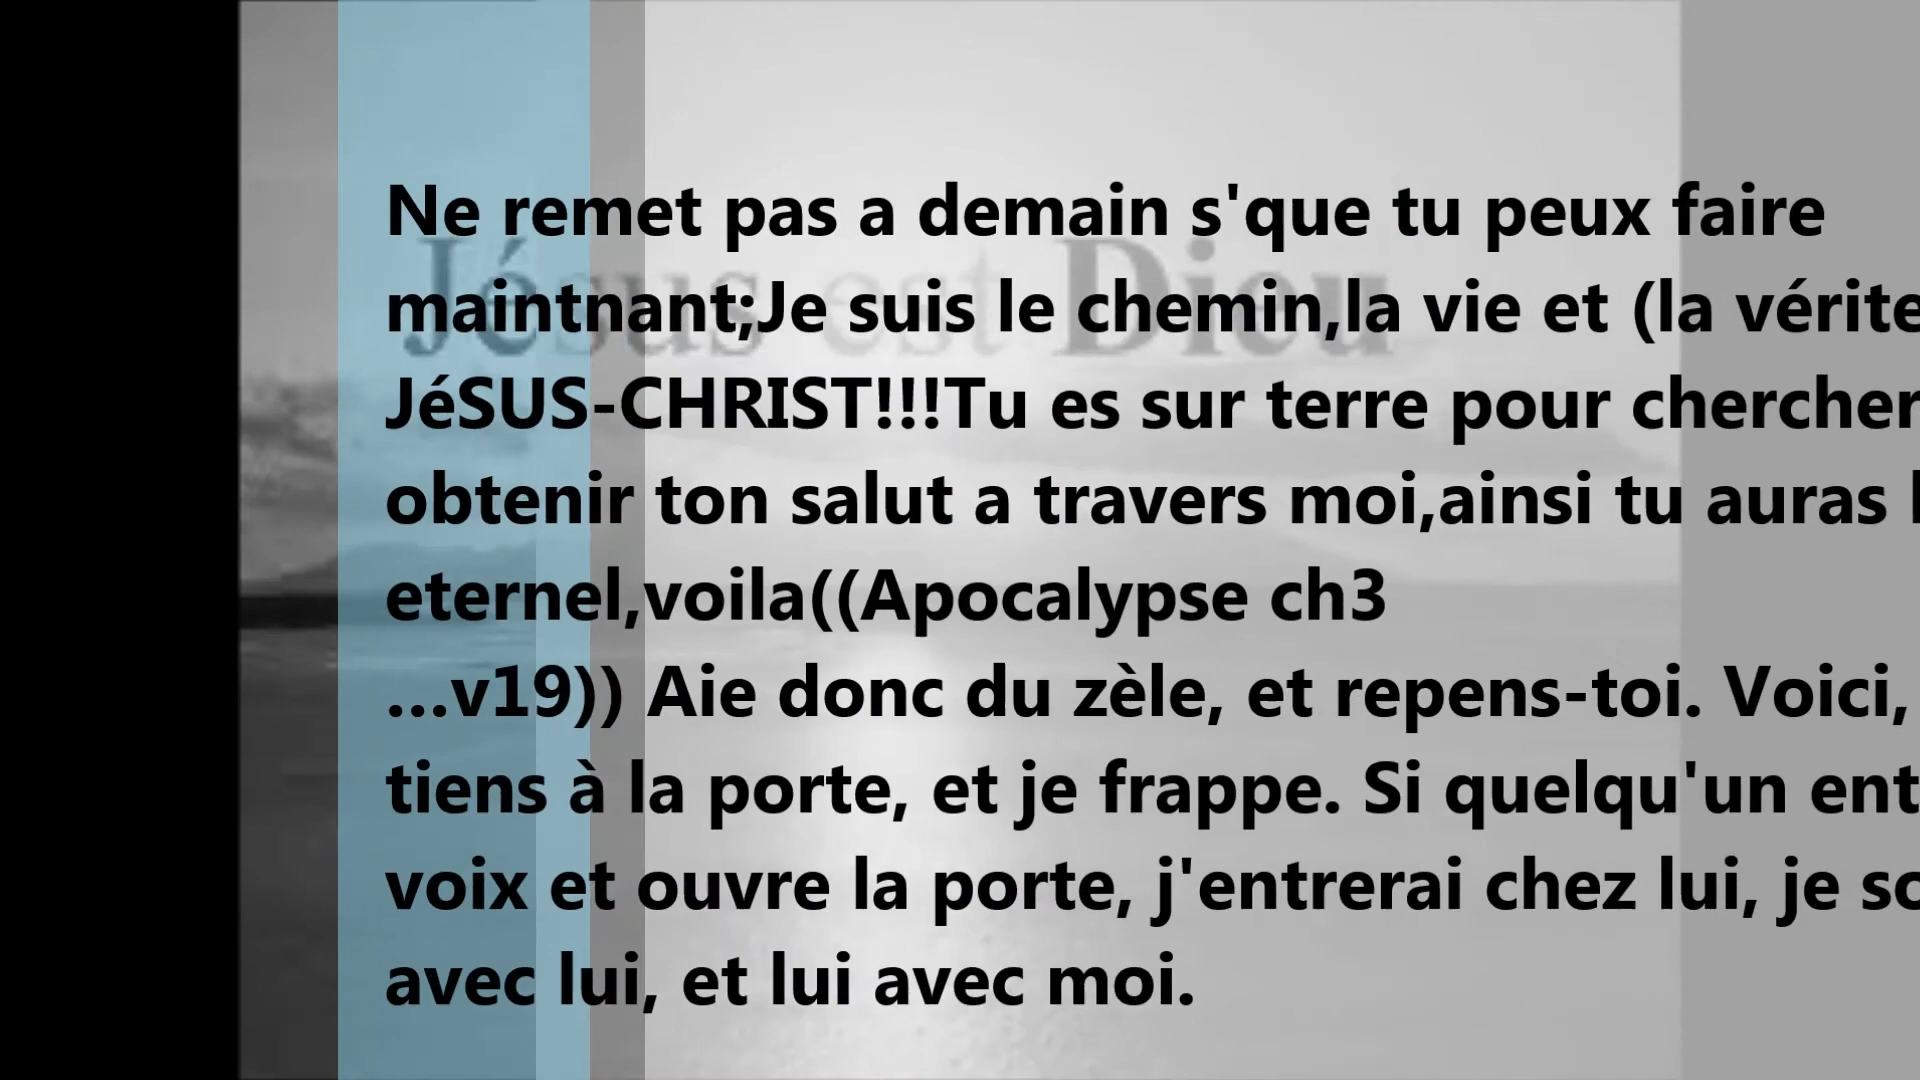 Ne remet pas a demain s'que tu peux faire
Jésus est Dieu
maintnant;Je suis le chemin,la vie et (la vérite
JéSUS-CHRIST!!!Tu es sur terre pour chercher
obtenir ton salut a travers moi,ainsi tu auras
eternel,voila((Apocalypse ch3
...v19)) Aie donc du zèle, et repens-toi. Voici,
tiens à la porte, et je frappe. Si quelqu'un
voix et ouvre la porte, j'entrerai chez lui, je
avec lui, et lui avec moi.